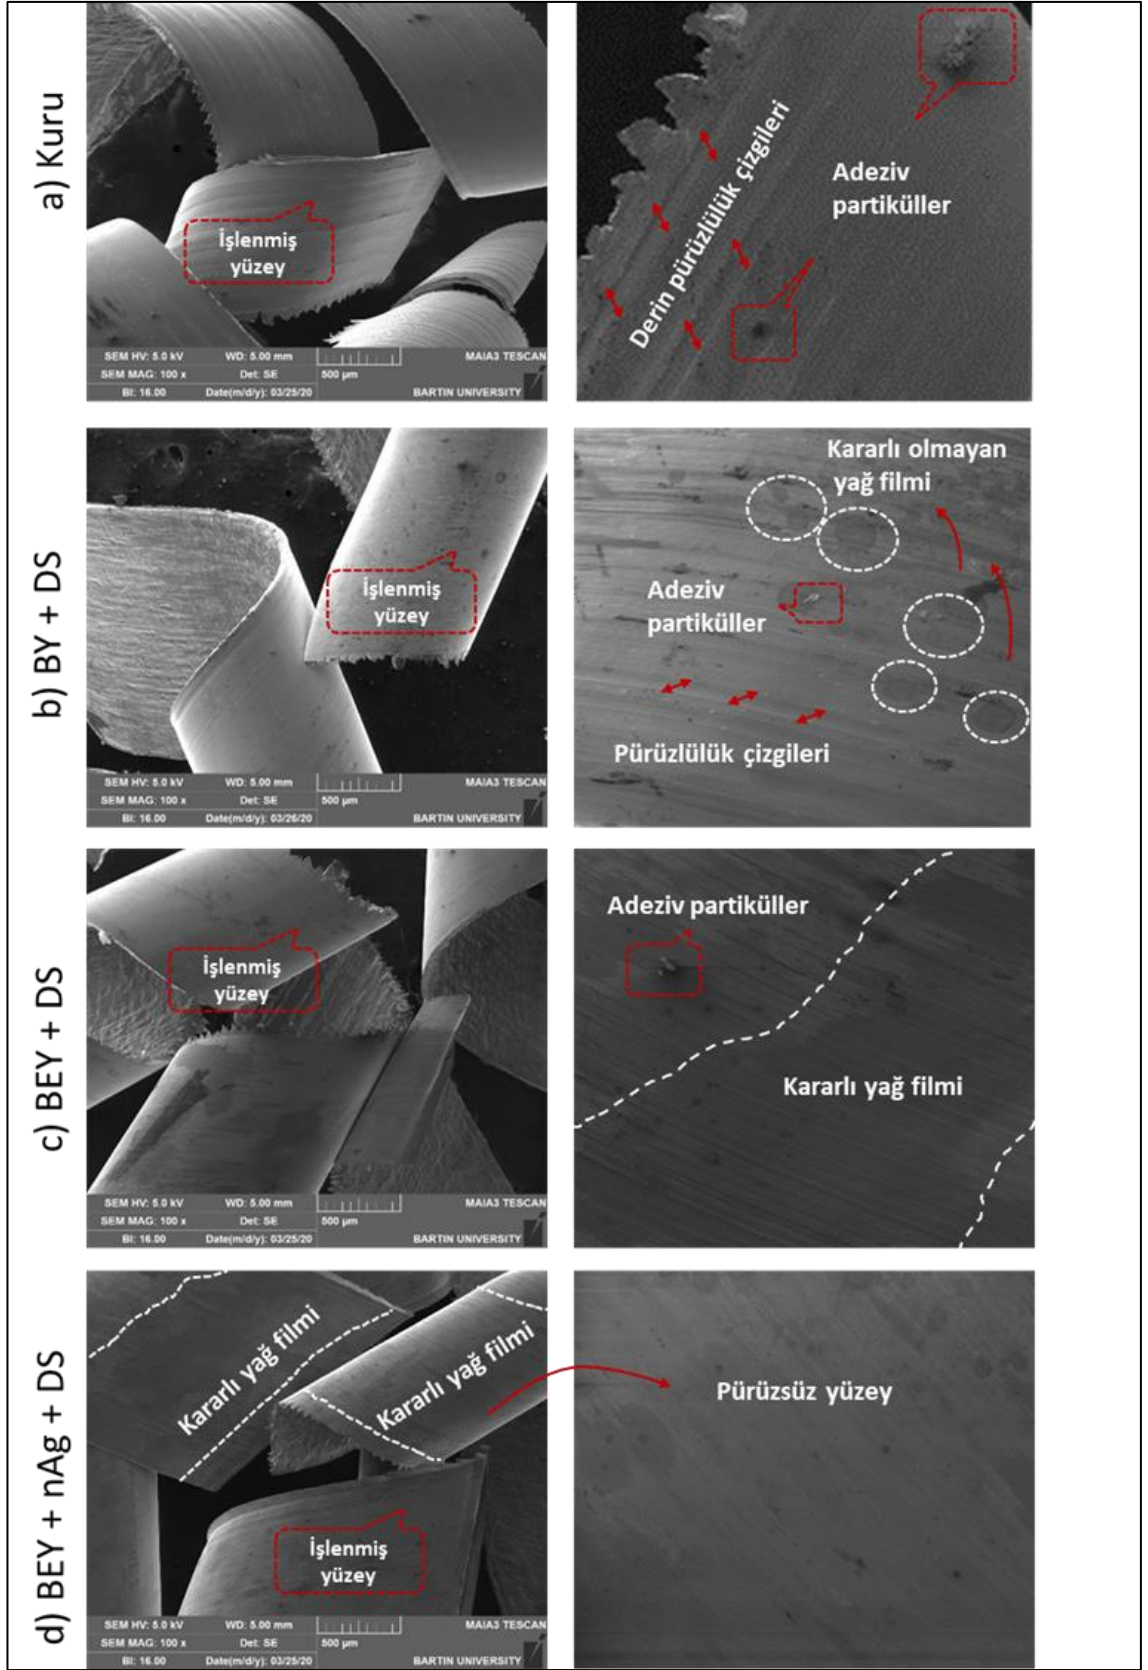 a) Kuru
İşlenmiş
yüzey
SEM HV: 5.0 kV WD: 5.00 mm MAIA3 TESCAN
SEM MAG: 100 x Det: SE 500 µm
BI: 16.00 Date(m/d/y): 03/25/20 BARTIN UNIVERSITY
Derin pürüzlülük çizgileri
Adeziv
partiküller
b) BY + DS
İşlenmiş
yüzey
SEM HV: 5.0 kV WD: 5.00 mm MAIA3 TESCAN
SEM MAG: 100 x Det: SE 500 µm
BI: 16.00 Date(m/d/y): 03/26/20 BARTIN UNIVERSITY
Kararlı olmayan
yağ filmi
Adeziv
partiküller
Pürüzlülük çizgileri
c) BEY + DS
İşlenmiş
yüzey
SEM HV: 5.0 kV WD: 5.00 mm MAIA3 TESCAN
SEM MAG: 100 x Det: SE 500 µm
BI: 16.00 Date(m/d/y): 03/25/20 BARTIN UNIVERSITY
Adeziv partiküller
Kararlı yağ filmi
d) BEY + nAg + DS
Kararlı yağ filmi
Kararlı yağ filmi
İşlenmiş
yüzey
SEM HV: 5.0 kV WD: 5.00 mm MAIA3 TESCAN
SEM MAG: 100 x Det: SE 500 µm
BI: 16.00 Date(m/d/y): 03/25/20 BARTIN UNIVERSITY
Pürüzsüz yüzey